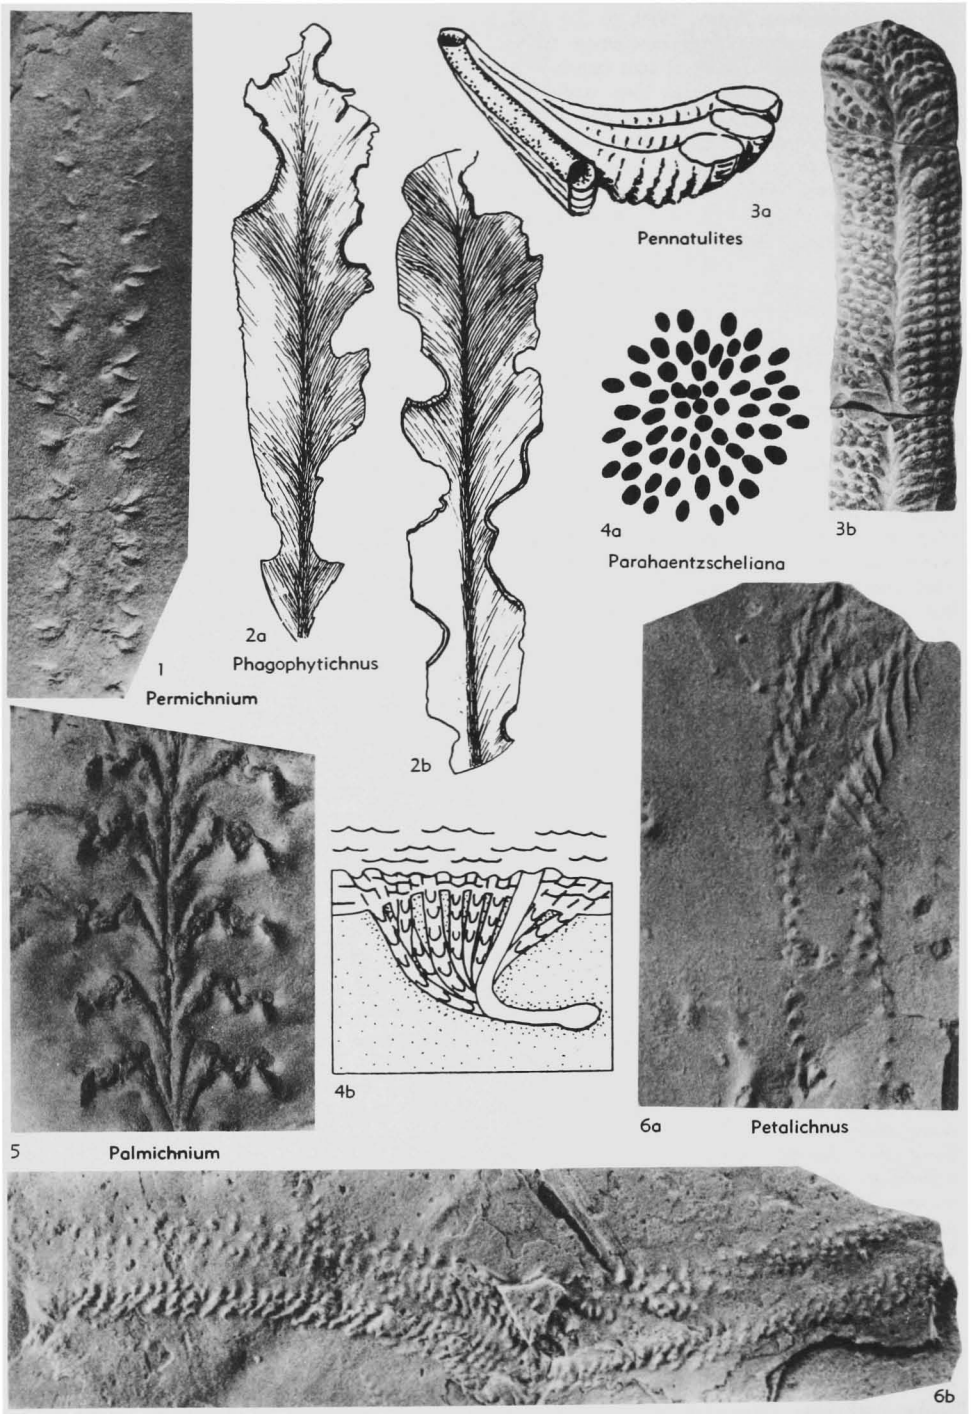 3a
Pennatulites
4a
3b
Parahaentzscheliana
2a
Phagophytichnus
1
Permichnium
2b
4b
6a
Petalichnus
5
Palmichnium
6b